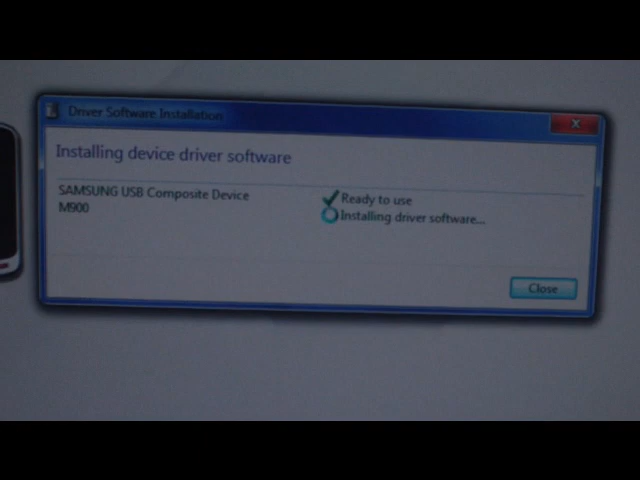 Driver Software Installation
Installing device driver software
SAMSUNG USB Composite Device
Ready to use
M900
Installing driver software...
Close